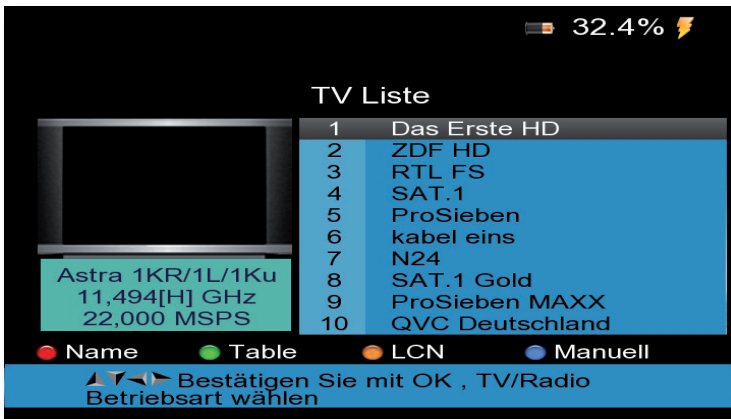 32.4%
TV Liste
1 Das Erste HD
2 ZDF HD
3 RTL FS
4 SAT.1
5 ProSieben
6 kabel eins
7 N24
8 SAT.1 Gold
9 ProSieben MAXX
10 QVC Deutschland
Astra 1KR/1L/1Ku
11,494[H] GHz
22,000 MSPS
Name Table LCN Manuell
Bestätigen Sie mit OK , TV/Radio
Betriebsart wählen